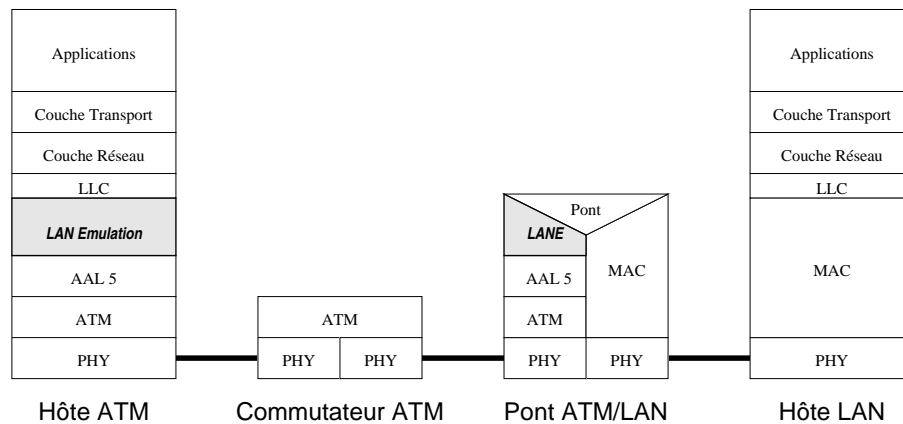 Applications
Couche Transport
Couche Réseau
LLC
LAN Emulation
AAL 5
ATM
PHY
Hôte ATM
ATM
PHY PHY
Commutateur ATM
Pont
LANE
MAC
AAL 5
ATM
PHY PHY
Pont ATM/LAN
Applications
Couche Transport
Couche Réseau
LLC
MAC
PHY
Hôte LAN